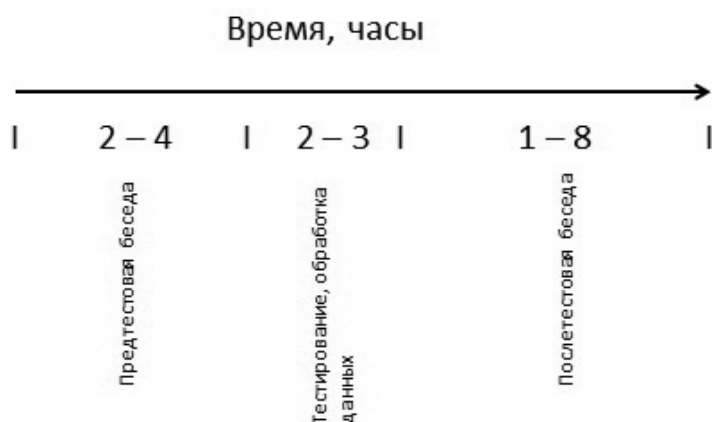 Время, часы
I 2 – 4 I 2 – 3 I 1 – 8 I
Предтестовая беседа
Тестирование, обработка
данных
Послетестовая беседа